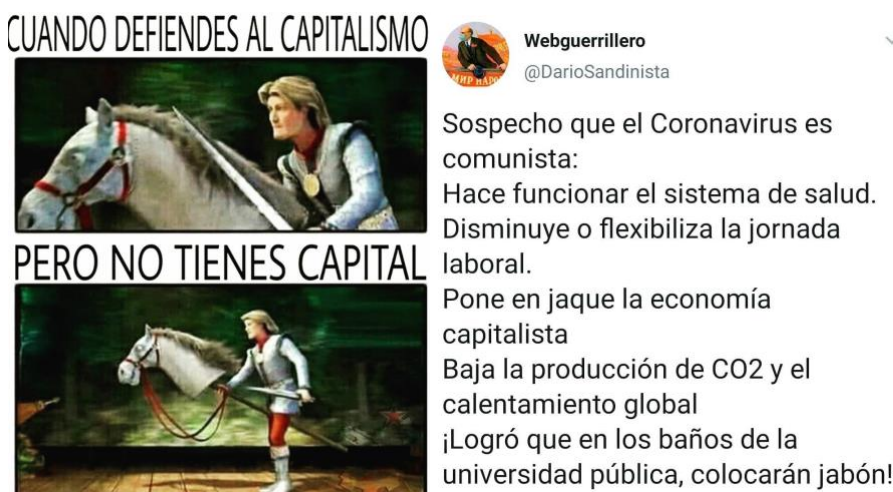 CUANDO DEFIENDES AL CAPITALISMO
PERO NO TIENES CAPITAL
Webguerrillero
@DarioSandinista
МИР НАРО
Sospecho que el Coronavirus es
comunista:
Hace funcionar el sistema de salud.
Disminuye o flexibiliza la jornada
laboral.
Pone en jaque la economía
capitalista
Baja la producción de CO2 y el
calentamiento global
¡Logró que en los baños de la
universidad pública, colocarán jabón!